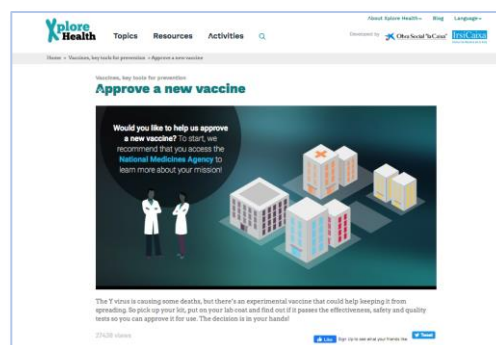 Xplore Health
Topics Resources Activities
About Xplore Health Blog Language
Developed by: Obra Social "la Caixa" IrsiCaixa
Home > Vaccines, key tools for prevention > Approve a new vaccine
Vaccines, key tools for prevention
Approve a new vaccine
Would you like to help us approve
a new vaccine? To start, we
recommend that you access the
National Medicines Agency to
learn more about your mission!
The Y virus is causing some deaths, but there's an experimental vaccine that could help keeping it from
spreading. So pick up your kit, put on your lab coat and find out if it passes the effectiveness, safety and quality
tests so you can approve it for use. The decision is in your hands!
views
Like Sign Up to see what your friends like. Tweet